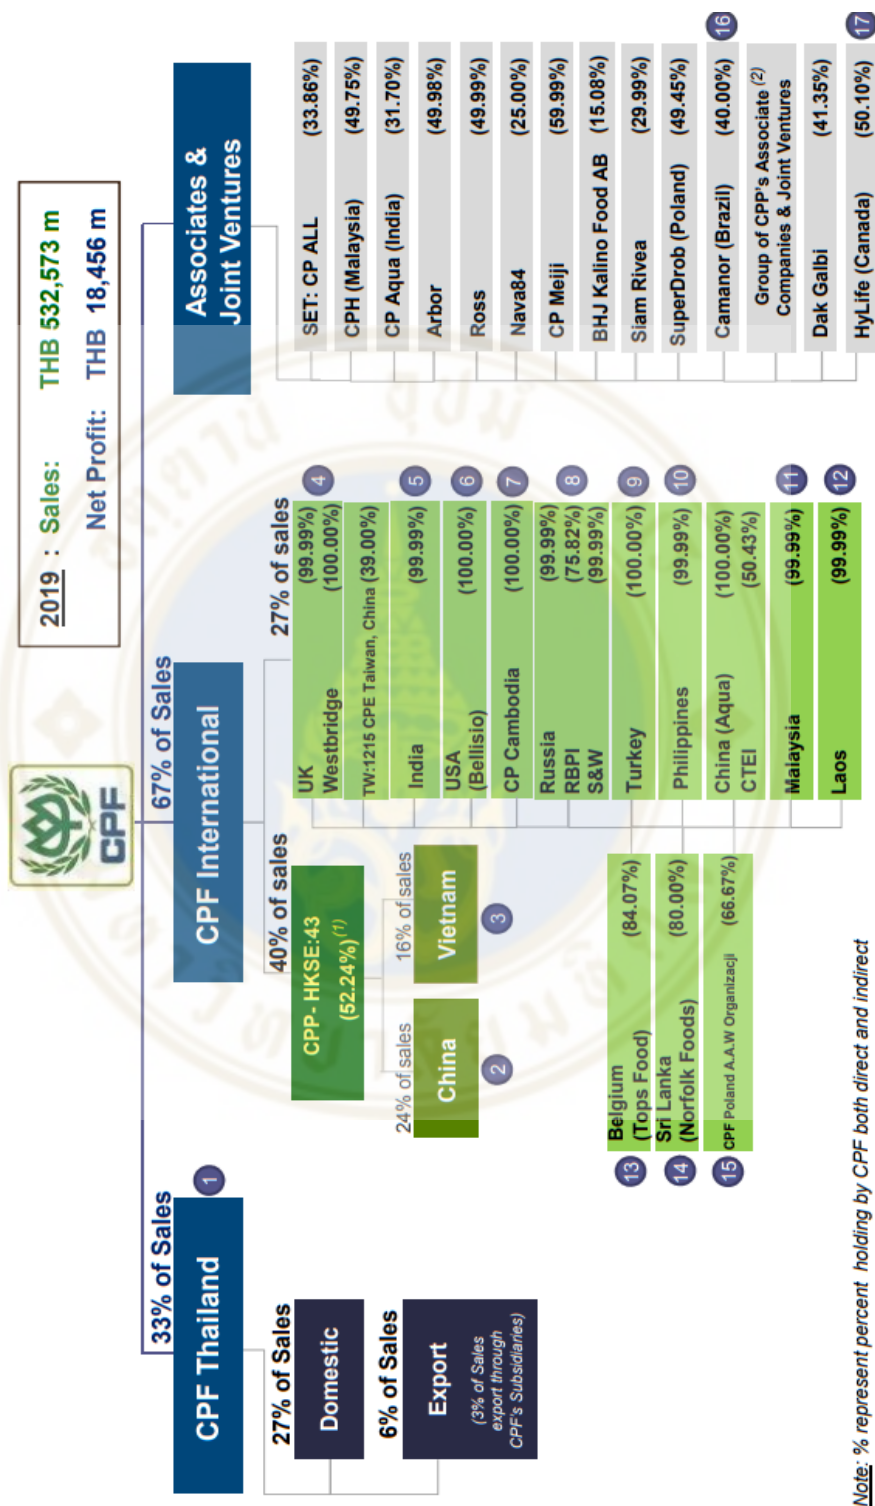 2019 : Sales: THB 532,573 m
Net Profit: THB 18,456 m
CPF
33% of Sales
67% of Sales
CPF Thailand
1
27% of Sales
Domestic
6% of Sales
Export
(3% of Sales
export through
CPF's Subsidiaries)
CPF International
40% of sales
CPP- HKSE:43
(52.24%)(1)
24% of sales
China
2
16% of sales
Vietnam
3
27% of sales
UK (99.99%)
Westbridge (100.00%) 4
TW:1215 CPE Taiwan, China (39.00%)
India (99.99%) 5
USA
(Bellisio) (100.00%) 6
CP Cambodia (100.00%) 7
Russia (99.99%)
RBPI (75.82%) 8
S&W (99.99%)
Turkey (100.00%) 9
Philippines (99.99%) 10
China (Aqua) (100.00%)
CTEI (50.43%)
Malaysia (99.99%) 11
Laos (99.99%) 12
13 Belgium
(Tops Food) (84.07%)
14 Sri Lanka
(Norfolk Foods) (80.00%)
15 CPF Poland A.A.W Organizacji (66.67%)
Associates &
Joint Ventures
SET: CP ALL (33.86%)
CPH (Malaysia) (49.75%)
CP Aqua (India) (31.70%)
Arbor (49.98%)
Ross (49.99%)
Nava84 (25.00%)
CP Meiji (59.99%)
BHJ Kalino Food AB (15.08%)
Siam Rivea (29.99%)
SuperDrob (Poland) (49.45%)
Camanor (Brazil) (40.00%) 16
Group of CPP's Associate (2)
Companies & Joint Ventures
Dak Galbi (41.35%)
HyLife (Canada) (50.10%) 17
Note: % represent percent holding by CPF both direct and indirect